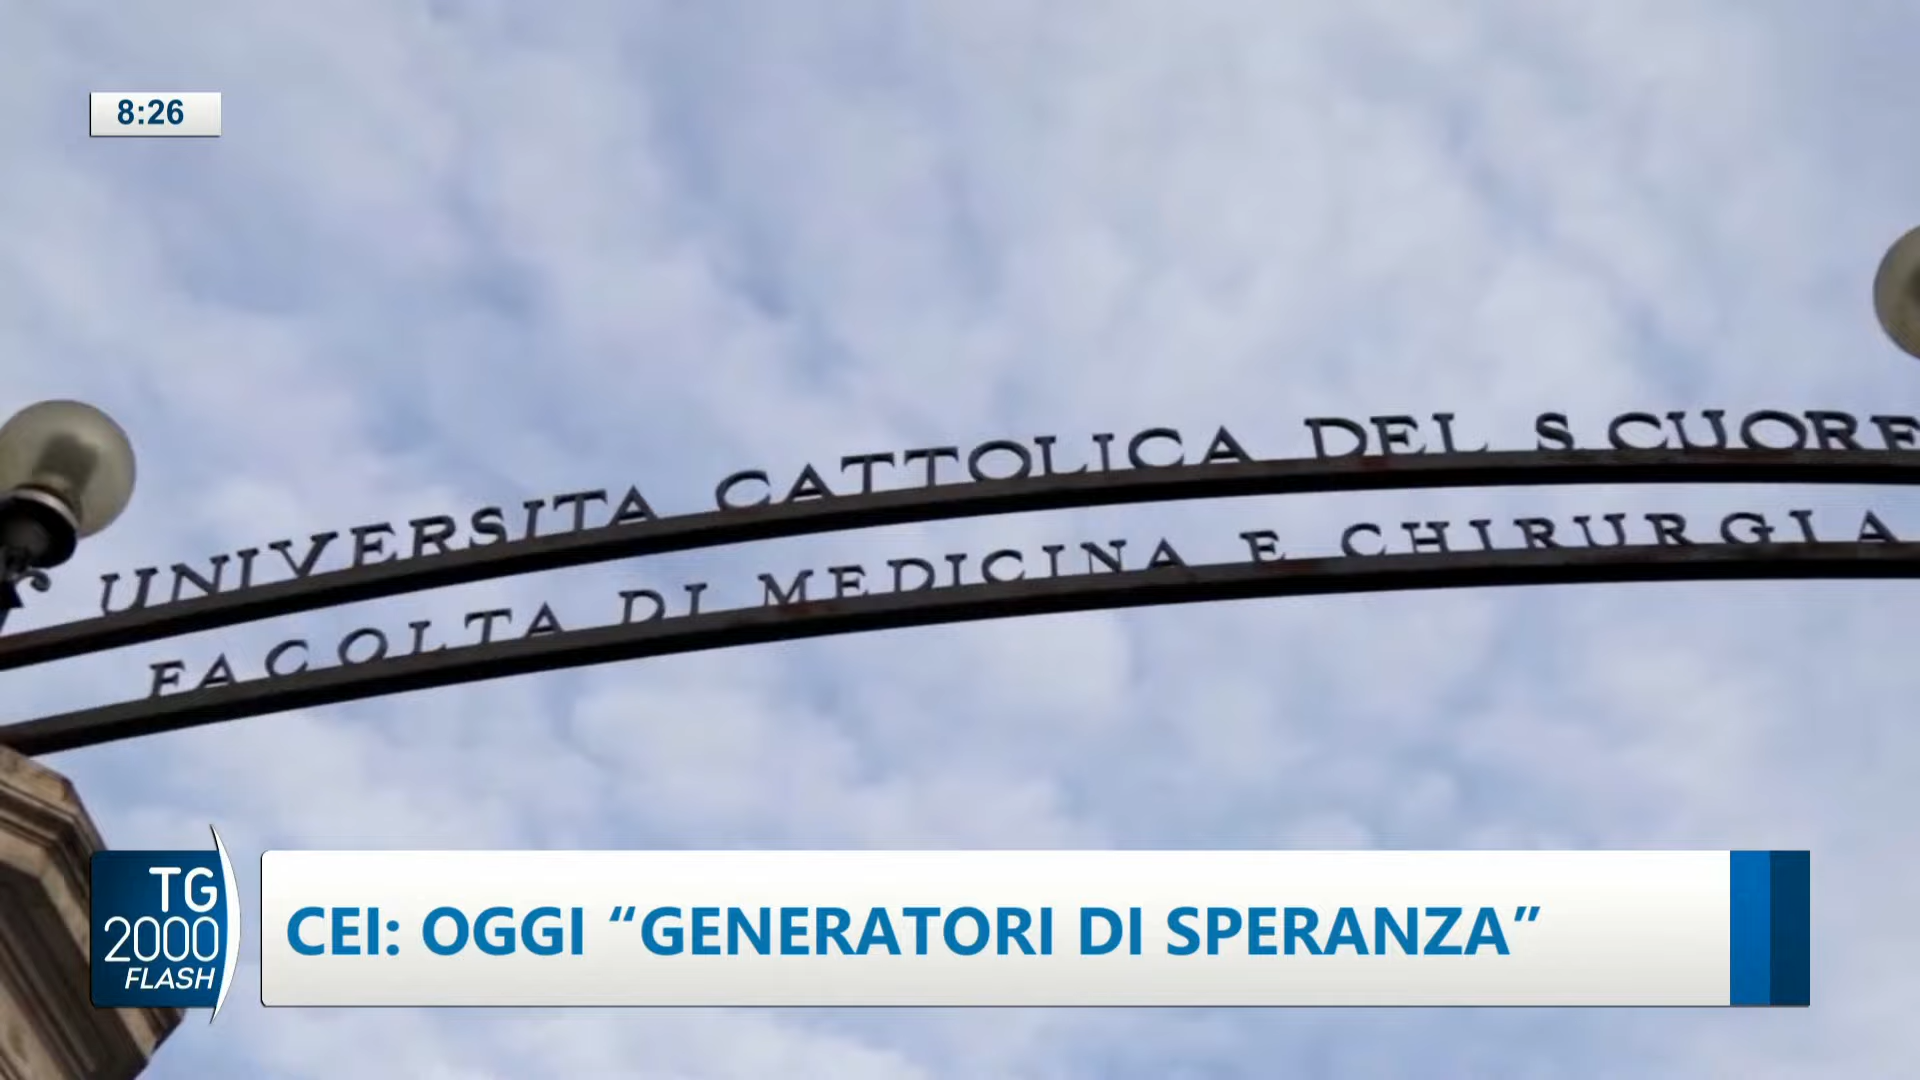 8:26
UNIVERSITA CATTOLICA DEL S. CUORE
FACOLTA DI MEDICINA E CHIRURGIA
TG
2000
FLASH
CEI: OGGI “GENERATORI DI SPERANZA”